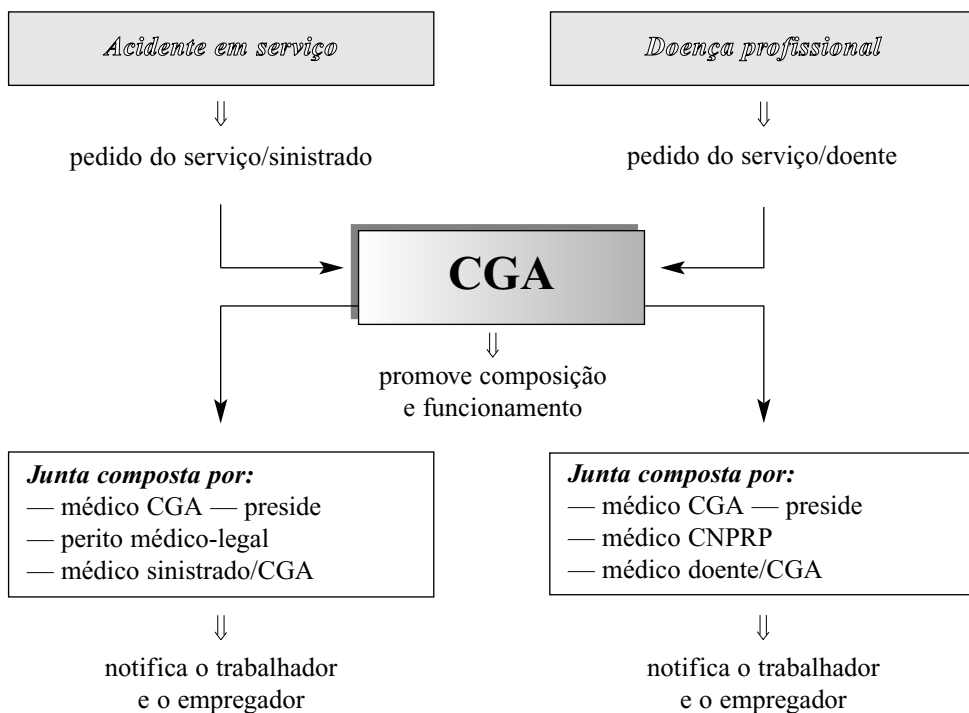 Acidente em serviço
Doença profissional
pedido do serviço/sinistrado
pedido do serviço/doente
CGA
promove composição
e funcionamento
Junta composta por:
— médico CGA — preside
— perito médico-legal
— médico sinistrado/CGA
Junta composta por:
— médico CGA — preside
— médico CNPRP
— médico doente/CGA
notifica o trabalhador
e o empregador
notifica o trabalhador
e o empregador